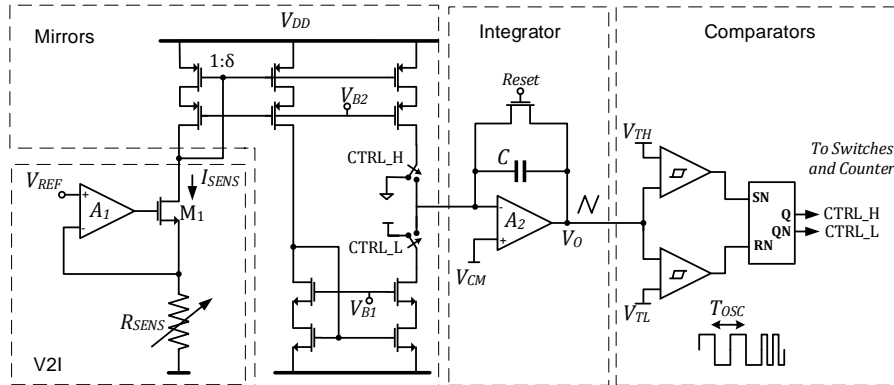 Mirrors
V_DD
1:δ
V_B2
CTRL_H
CTRL_L
V_B1
V_REF
A_1
M_1
I_SENS
R_SENS
V2I
Integrator
Reset
C
A_2
V_O
V_CM
Comparators
V_TH
V_TL
To Switches
and Counter
SN
Q
QN
RN
CTRL_H
CTRL_L
T_OSC
+
-
-
+